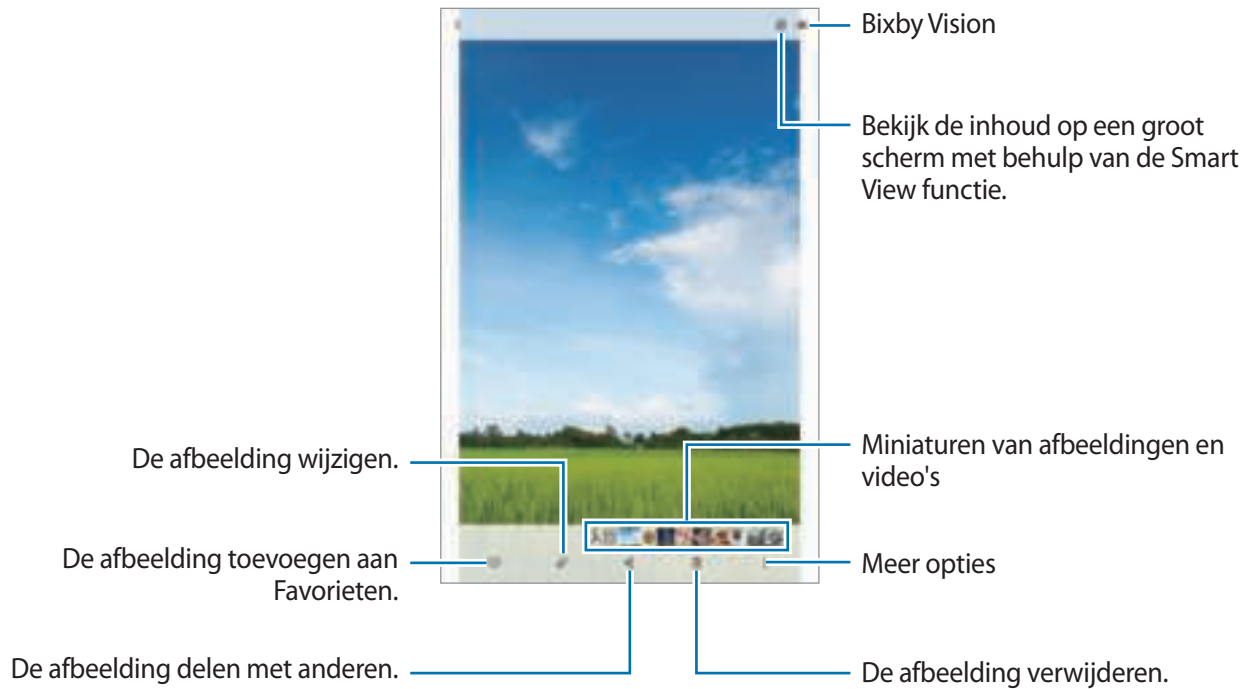 Bixby Vision
Bekijk de inhoud op een groot
scherm met behulp van de Smart
View functie.
De afbeelding wijzigen.
Miniaturen van afbeeldingen en
video's
De afbeelding toevoegen aan
Favorieten.
Meer opties
De afbeelding delen met anderen.
De afbeelding verwijderen.